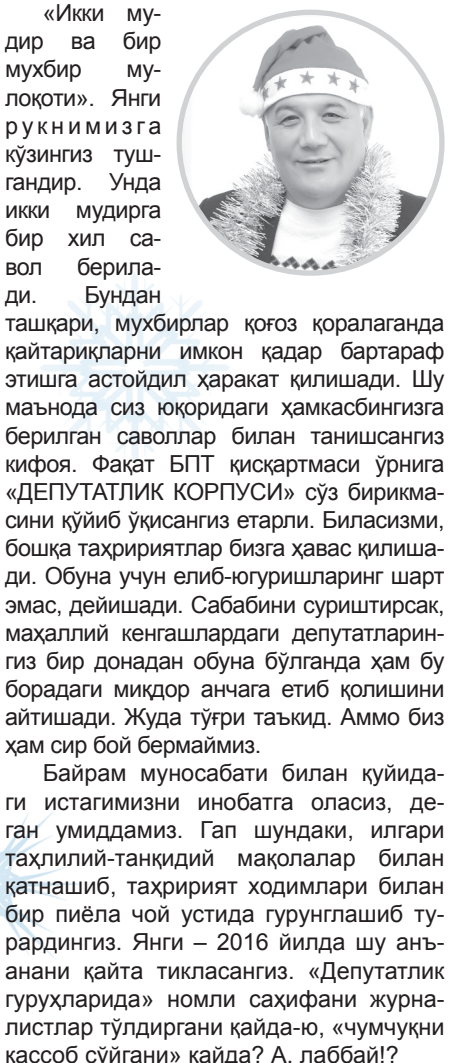 «Икки му-
дир ва бир
мухбир му-
лоқоти». Янги
рукнимизга
кўзингиз туш-
гандир. Унда
икки мудирга
бир хил са-
вол берила-
ди. Бундан
ташқари, мухбирлар қоғоз қоралаганда
қайтариқларни имкон қадар бартараф
этишга астойдил ҳаракат қилишади. Шу
маънода сиз юқоридаги ҳамкасбингизга
берилган саволлар билан танишсангиз
кифоя. Фақат БПТ қисқартмаси ўрнига
«ДЕПУТАТЛИК КОРПУСИ» сўз бирикма-
сини қўйиб ўқисангиз етарли. Биласизми,
бошқа таҳририятлар бизга ҳавас қилиша-
ди. Обуна учун елиб-югуришларинг шарт
эмас, дейишади. Сабабини суриштирсак,
маҳаллий кенгашлардаги депутатларин-
гиз бир донадан обуна бўлганда ҳам бу
борадаги миқдор анчага етиб қолишини
айтишади. Жуда тўғри таъкид. Аммо биз
ҳам сир бой бермаймиз.
Байрам муносабати билан қуйида-
ги истагимизни инобатга оласиз, де-
ган умиддамиз. Гап шундаки, илгари
таҳлилий-танқидий мақолалар билан
қатнашиб, таҳририят ходимлари билан
бир пиёла чой устида гурунглашиб ту-
рардингиз. Янги – 2016 йилда шу анъ-
анани қайта тикласангиз. «Депутатлик
гуруҳларида» номли саҳифани журна-
листлар тўлдиргани қайда-ю, «чумчуқни
қассоб сўйгани» қайда? А, лаббай!?